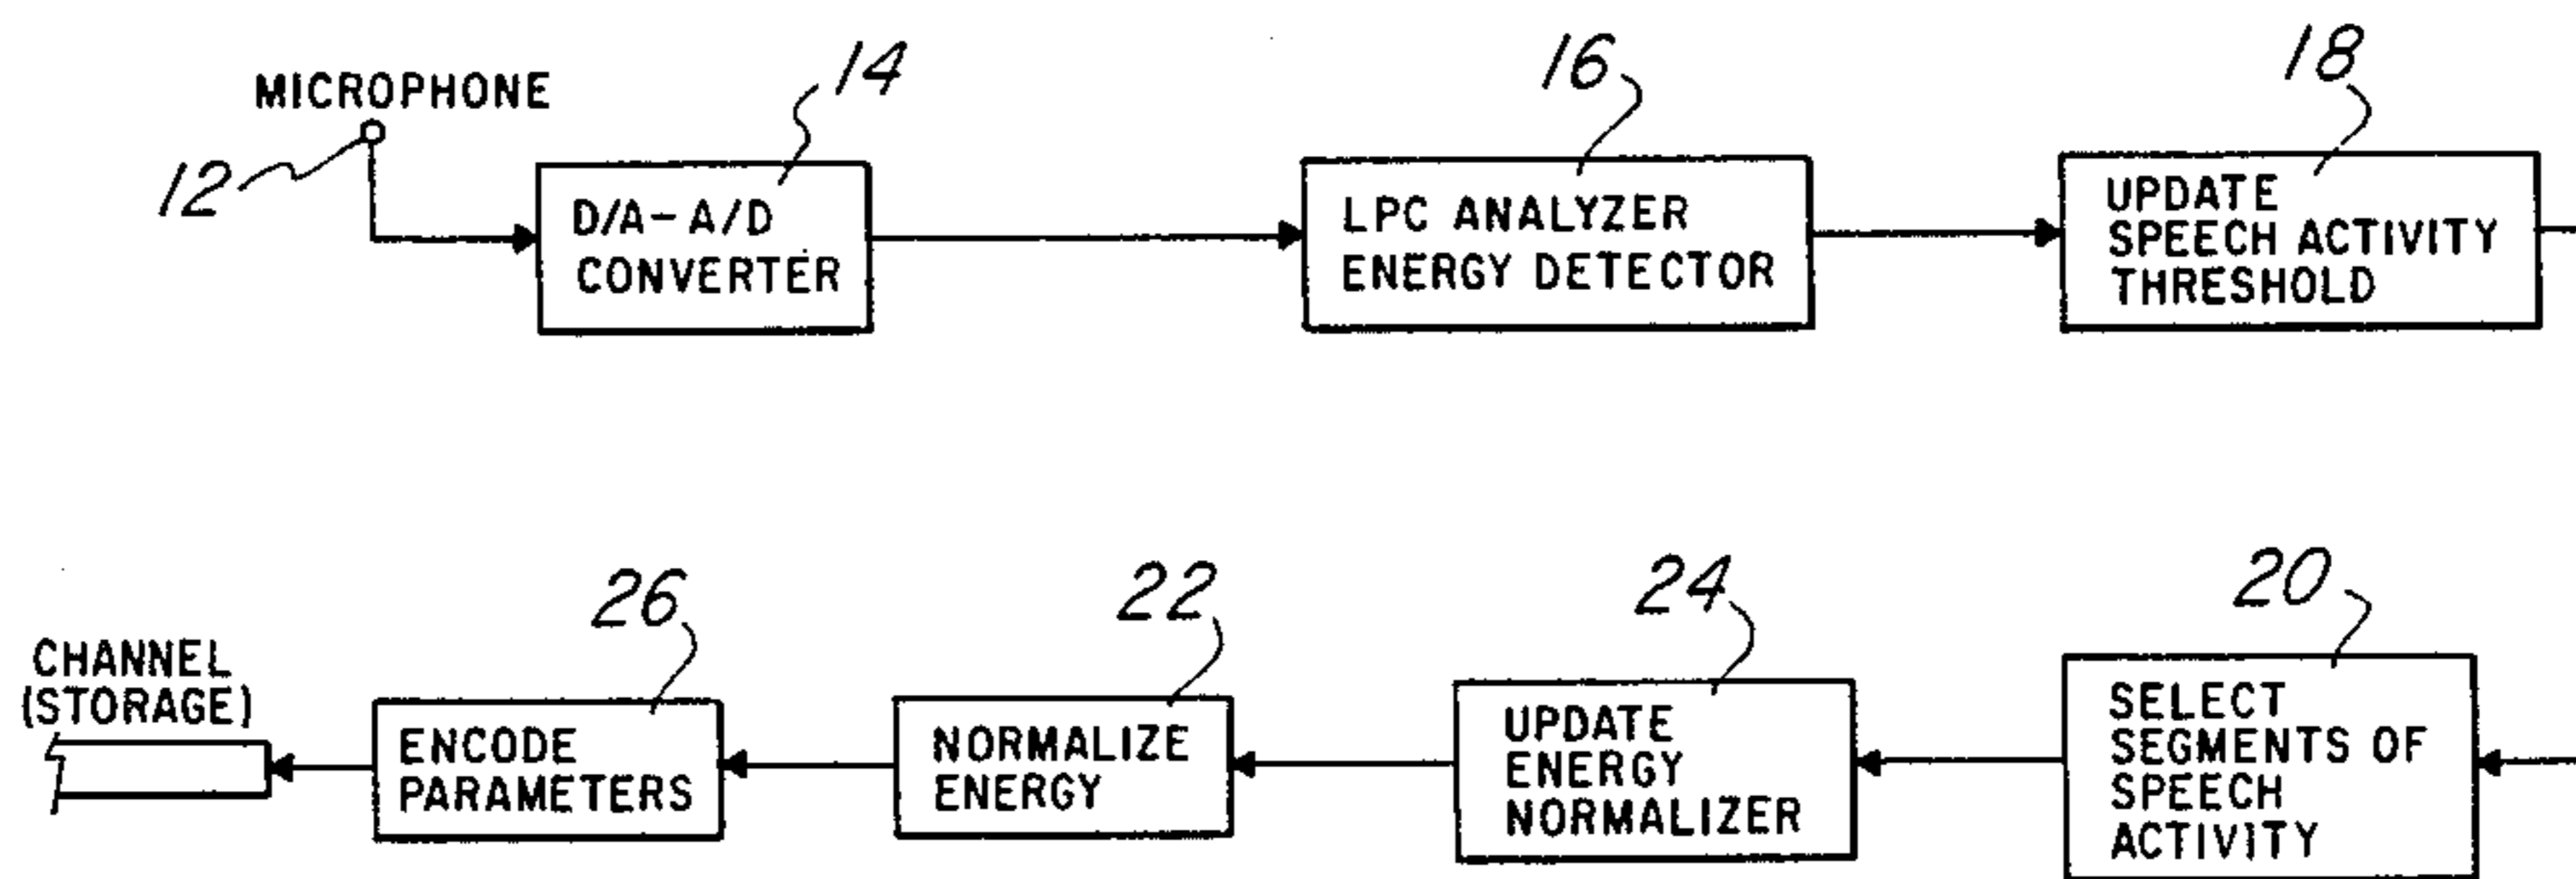 MICROPHONE
12
14
D/A-A/D
CONVERTER
16
LPC ANALYZER
ENERGY DETECTOR
18
UPDATE
SPEECH ACTIVITY
THRESHOLD
CHANNEL
(STORAGE)
26
ENCODE
PARAMETERS
22
NORMALIZE
ENERGY
24
UPDATE
ENERGY
NORMALIZER
20
SELECT
SEGMENTS OF
SPEECH
ACTIVITY